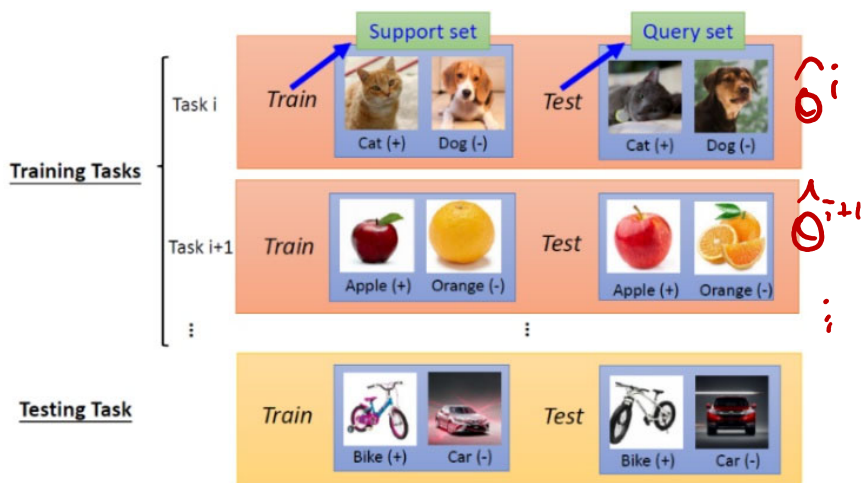 Support set
Query set
Task i
Train
Test
Cat (+)
Dog (-)
Cat (+)
Dog (-)
θ̂ⁱ
Training Tasks
Task i+1
Train
Test
Apple (+)
Orange (-)
Apple (+)
Orange (-)
θ̂ⁱ⁺¹
⋮
⋮
Testing Task
Train
Test
Bike (+)
Car (-)
Bike (+)
Car (-)